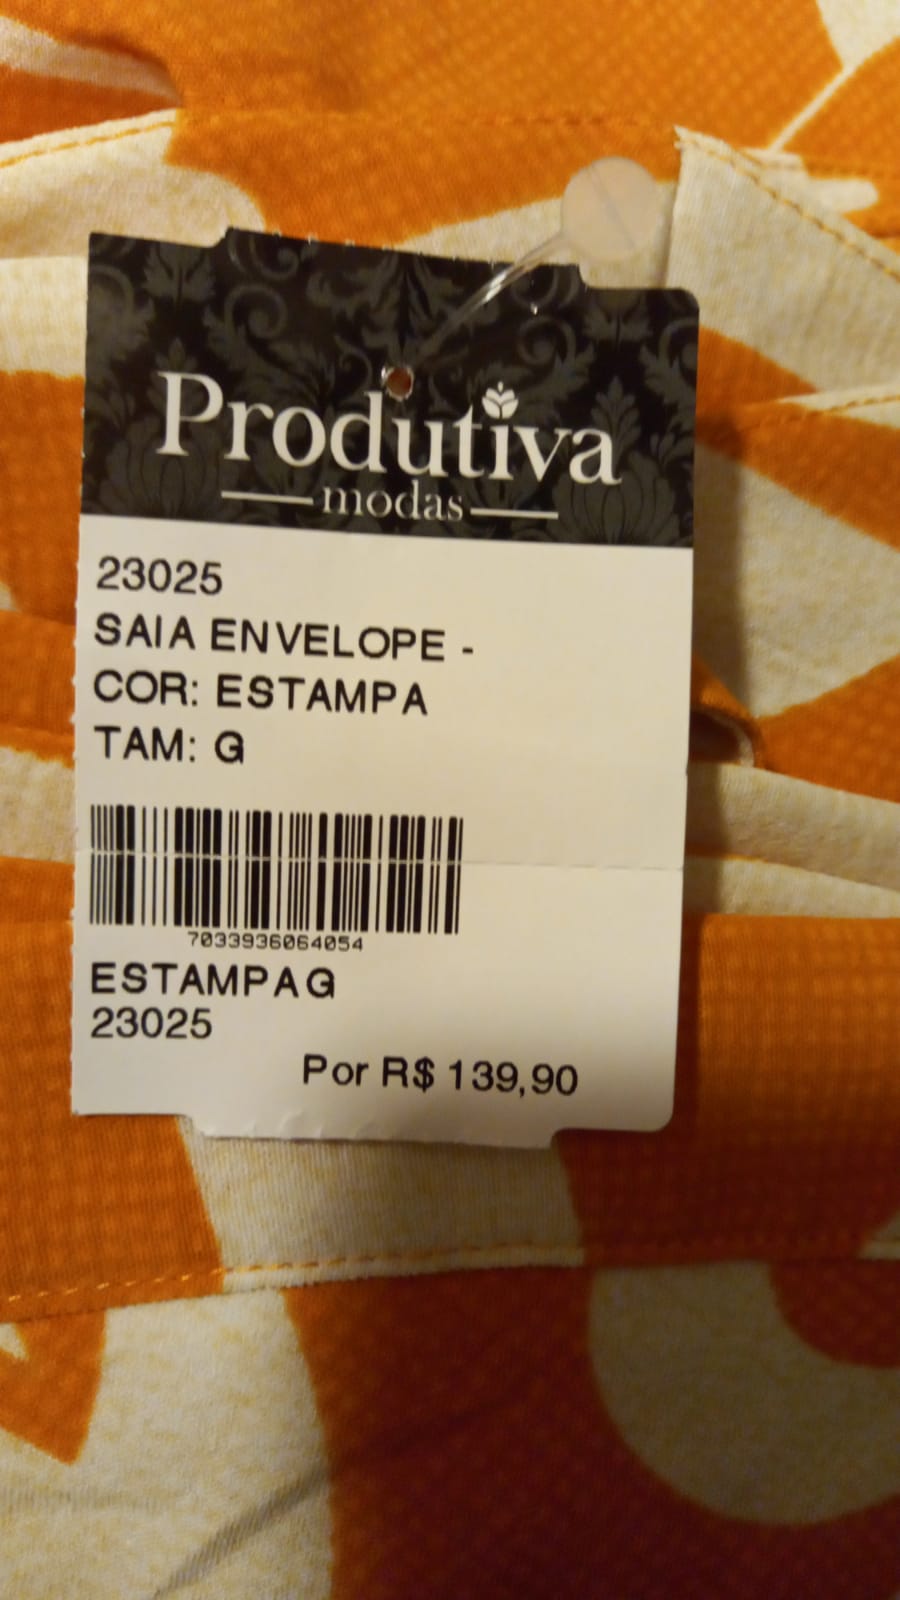 Produtiva
modas
23025
SAIA ENVELOPE -
COR: ESTAMPA
TAM: G
7033936064054
ESTAMPAG
23025
Por R$ 139,90